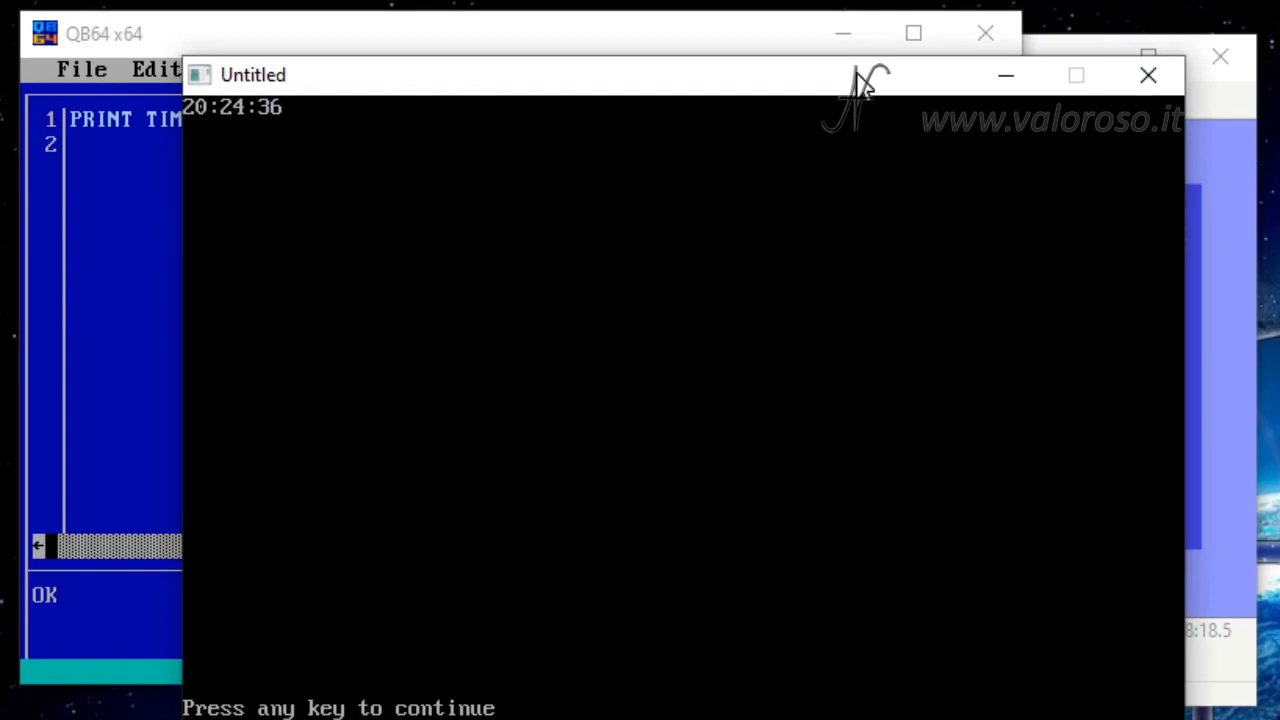 QB64 x64
File Edit
Untitled
20:24:36
1 PRINT TIM
2
www.valoroso.it
OK
8:18.5
Press any key to continue